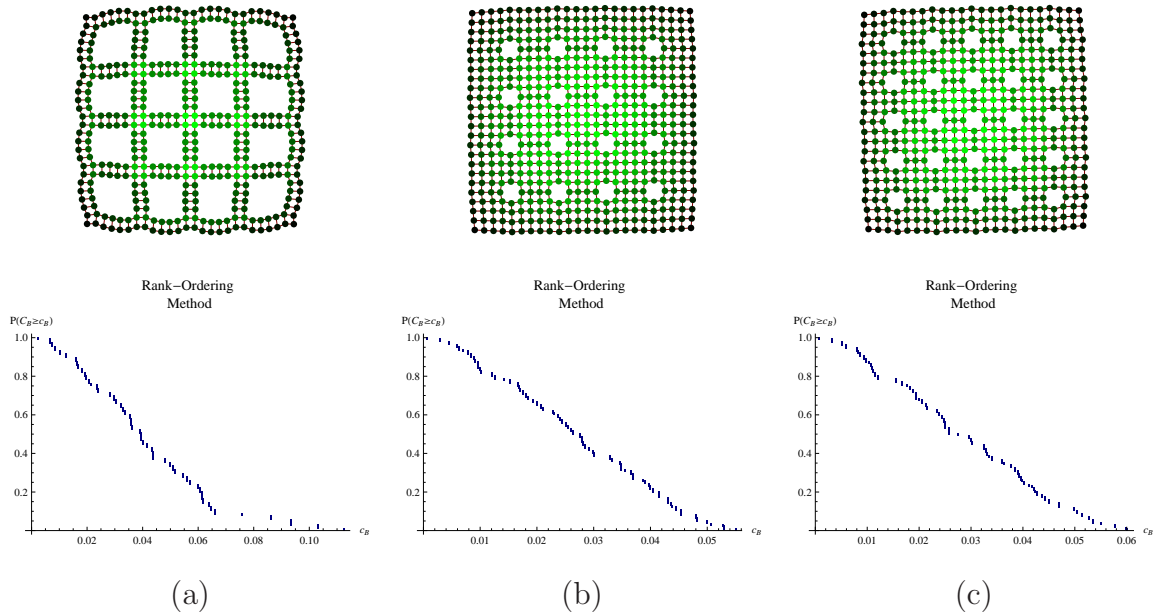 Rank−Ordering
Method
P(C_B≥c_B)
1.0
0.8
0.6
0.4
0.2
0.02 0.04 0.06 0.08 0.10 c_B
(a)
Rank−Ordering
Method
P(C_B≥c_B)
1.0
0.8
0.6
0.4
0.2
0.01 0.02 0.03 0.04 0.05 c_B
(b)
Rank−Ordering
Method
P(C_B≥c_B)
1.0
0.8
0.6
0.4
0.2
0.01 0.02 0.03 0.04 0.05 0.06 c_B
(c)